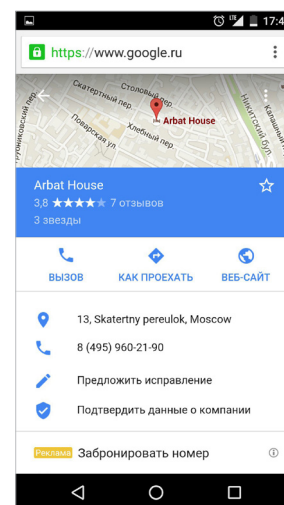 LTE 17:4
https://www.google.ru
Столовый пер.
Скатертный пер.
Arbat House
Хлебный пер.
Поварская ул
Никитский бул.
Arbat House
3,8 ★★★★★ 7 отзывов
3 звезды
ВЫЗОВ КАК ПРОЕХАТЬ ВЕБ-САЙТ
13, Skatertny pereulok, Moscow
8 (495) 960-21-90
Предложить исправление
Подтвердить данные о компании
Реклама Забронировать номер